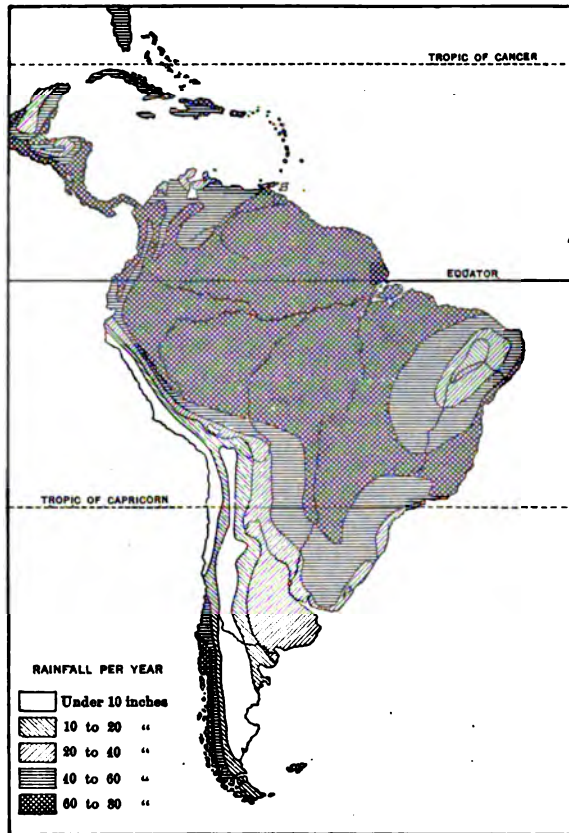 TROPIC OF CANCER
B
EQUATOR
TROPIC OF CAPRICORN
RAINFALL PER YEAR
Under 10 inches
10 to 20 "
20 to 40 "
40 to 60 "
60 to 80 "